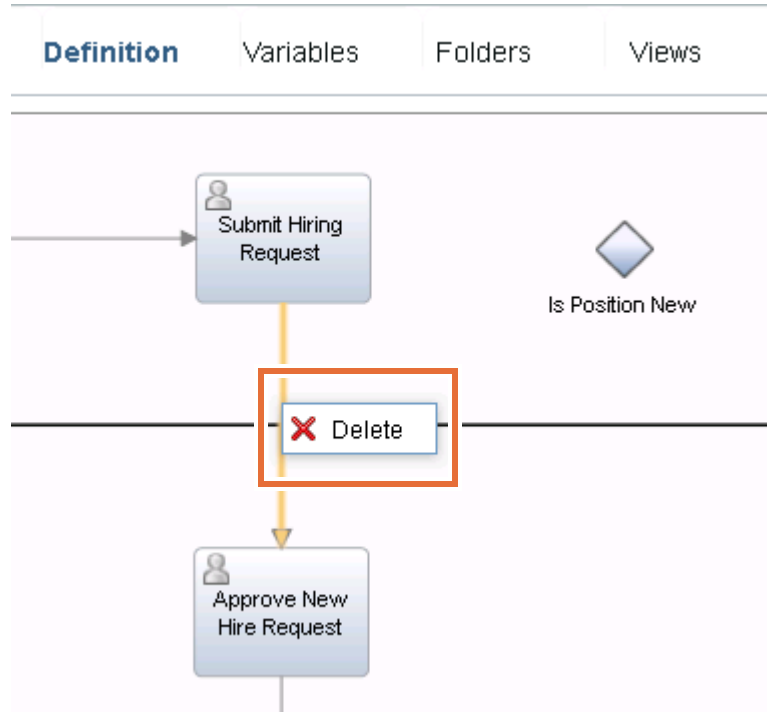 Definition Variables Folders Views
Submit Hiring
Request
Is Position New
Delete
Approve New
Hire Request